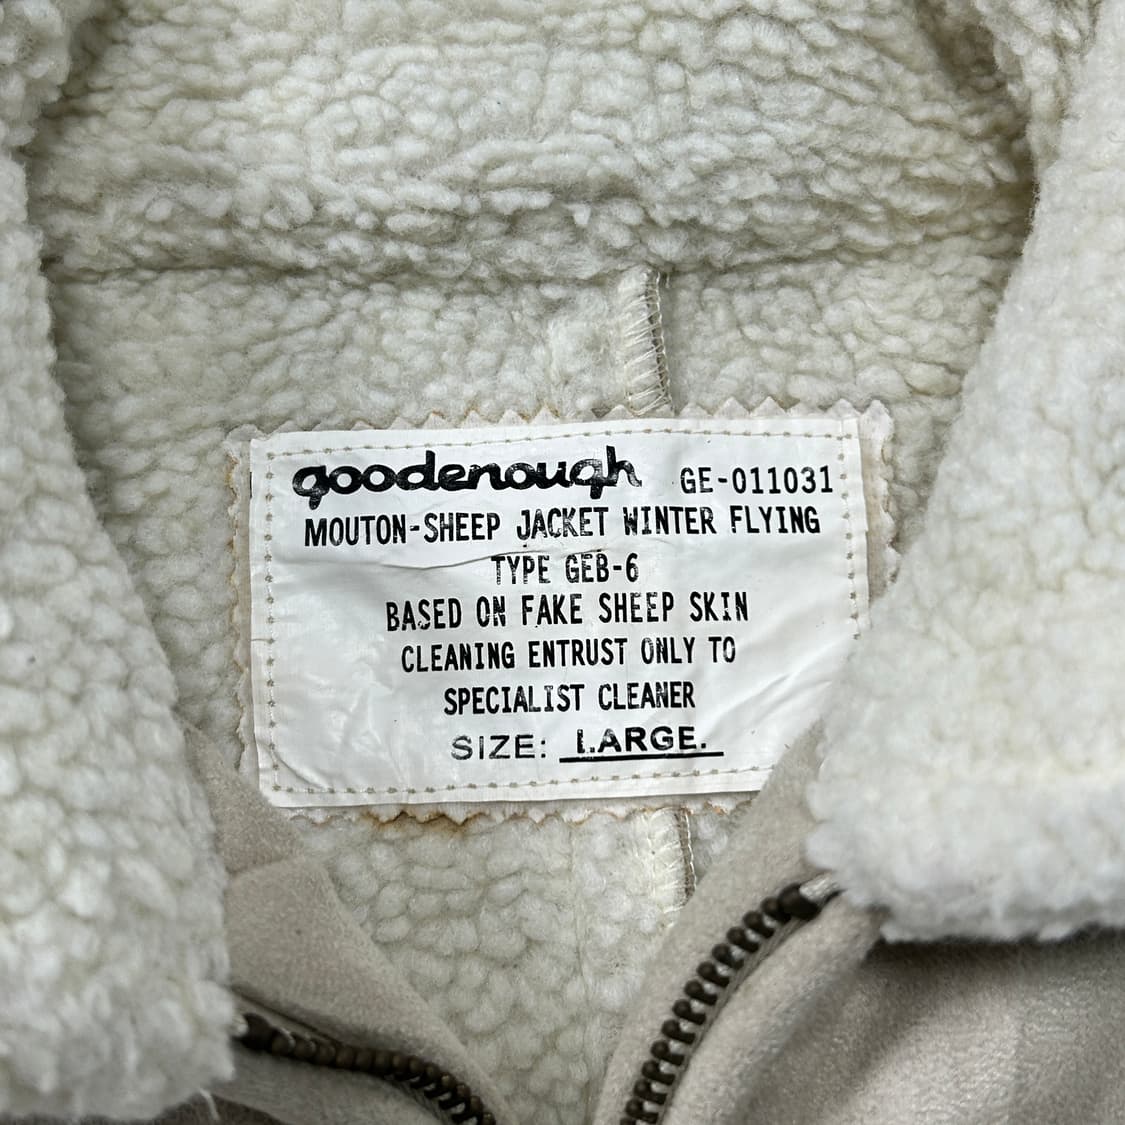 goodenough GE-011031
MOUTON-SHEEP JACKET WINTER FLYING
TYPE GEB-6
BASED ON FAKE SHEEP SKIN
CLEANING ENTRUST ONLY TO
SPECIALIST CLEANER
SIZE: LARGE.